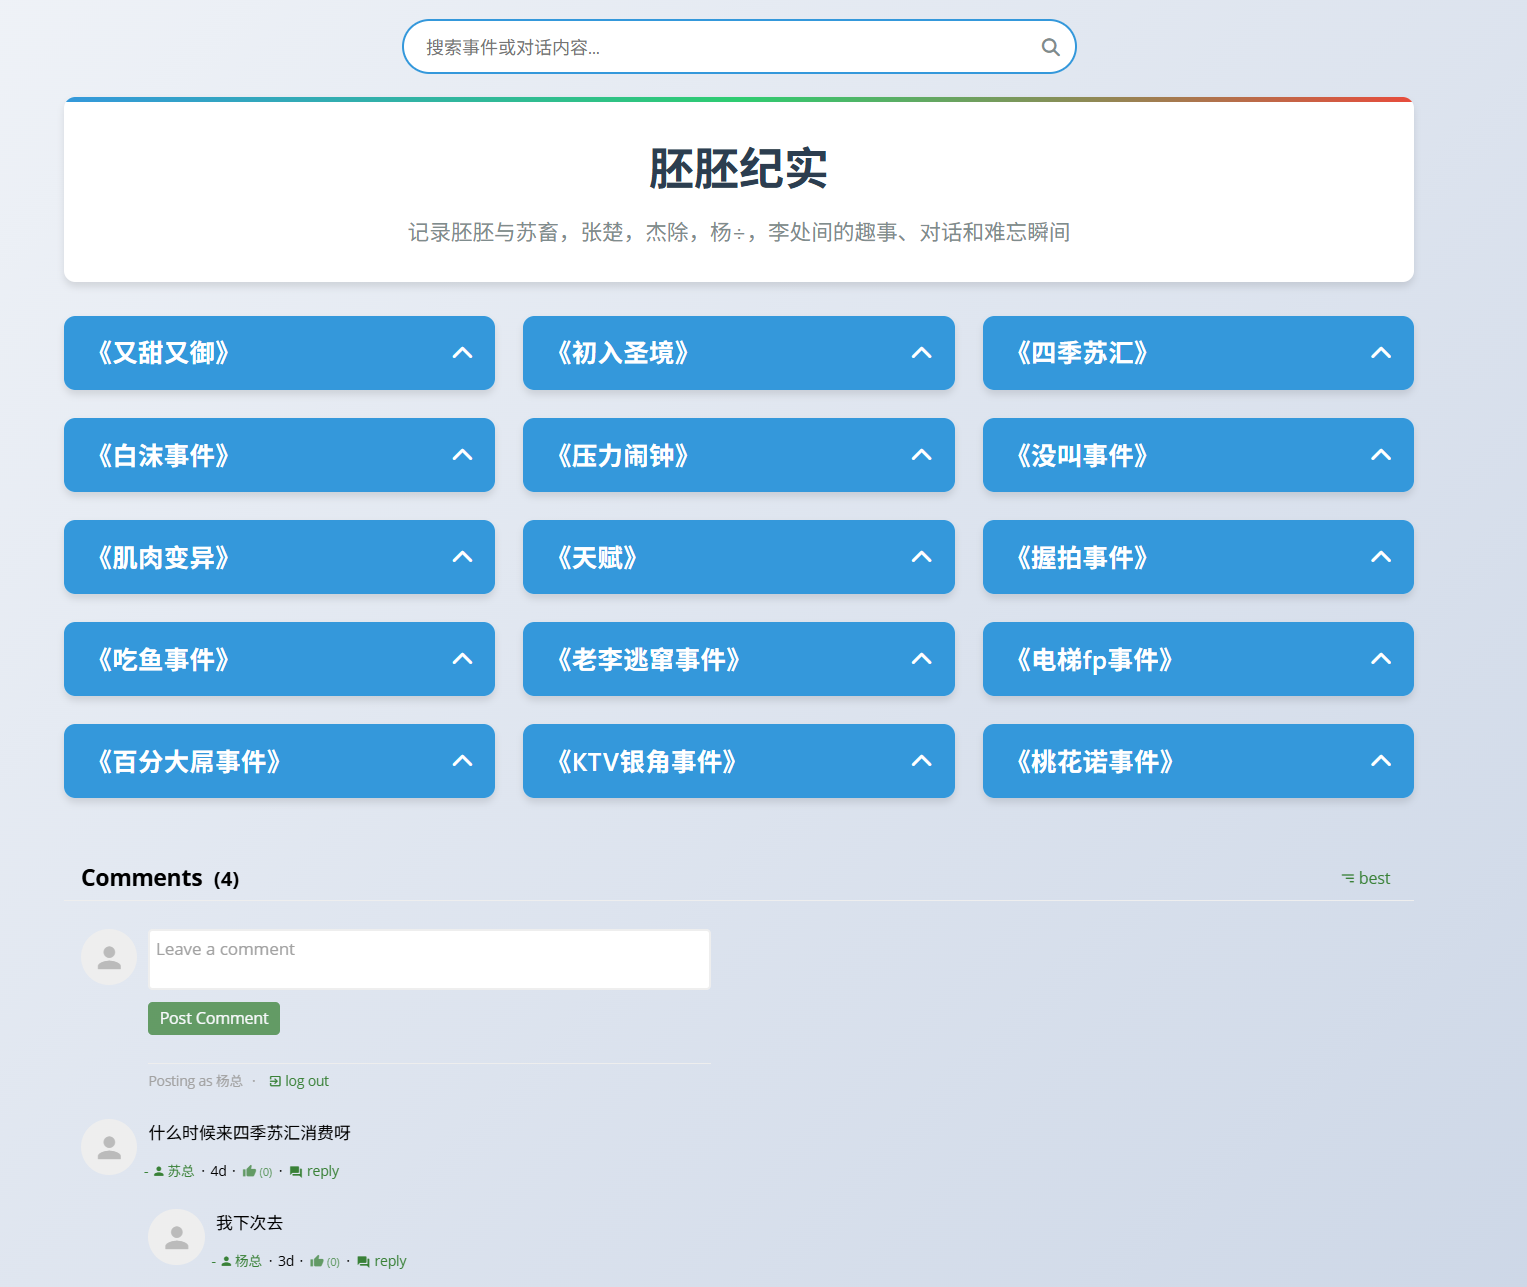 搜索事件或对话内容...
胚胚纪实
记录胚胚与苏畜，张楚，杰除，杨÷，李处间的趣事、对话和难忘瞬间
《又甜又御》
《初入圣境》
《四季苏汇》
《白沫事件》
《压力闹钟》
《没叫事件》
《肌肉变异》
《天赋》
《握拍事件》
《吃鱼事件》
《老李逃窜事件》
《电梯fp事件》
《百分大屌事件》
《KTV银角事件》
《桃花诺事件》
Comments (4)
best
Leave a comment
Post Comment
Posting as 杨总 · log out
什么时候来四季苏汇消费呀
- 苏总 · 4d · (0) · reply
我下次去
- 杨总 · 3d · (0) · reply